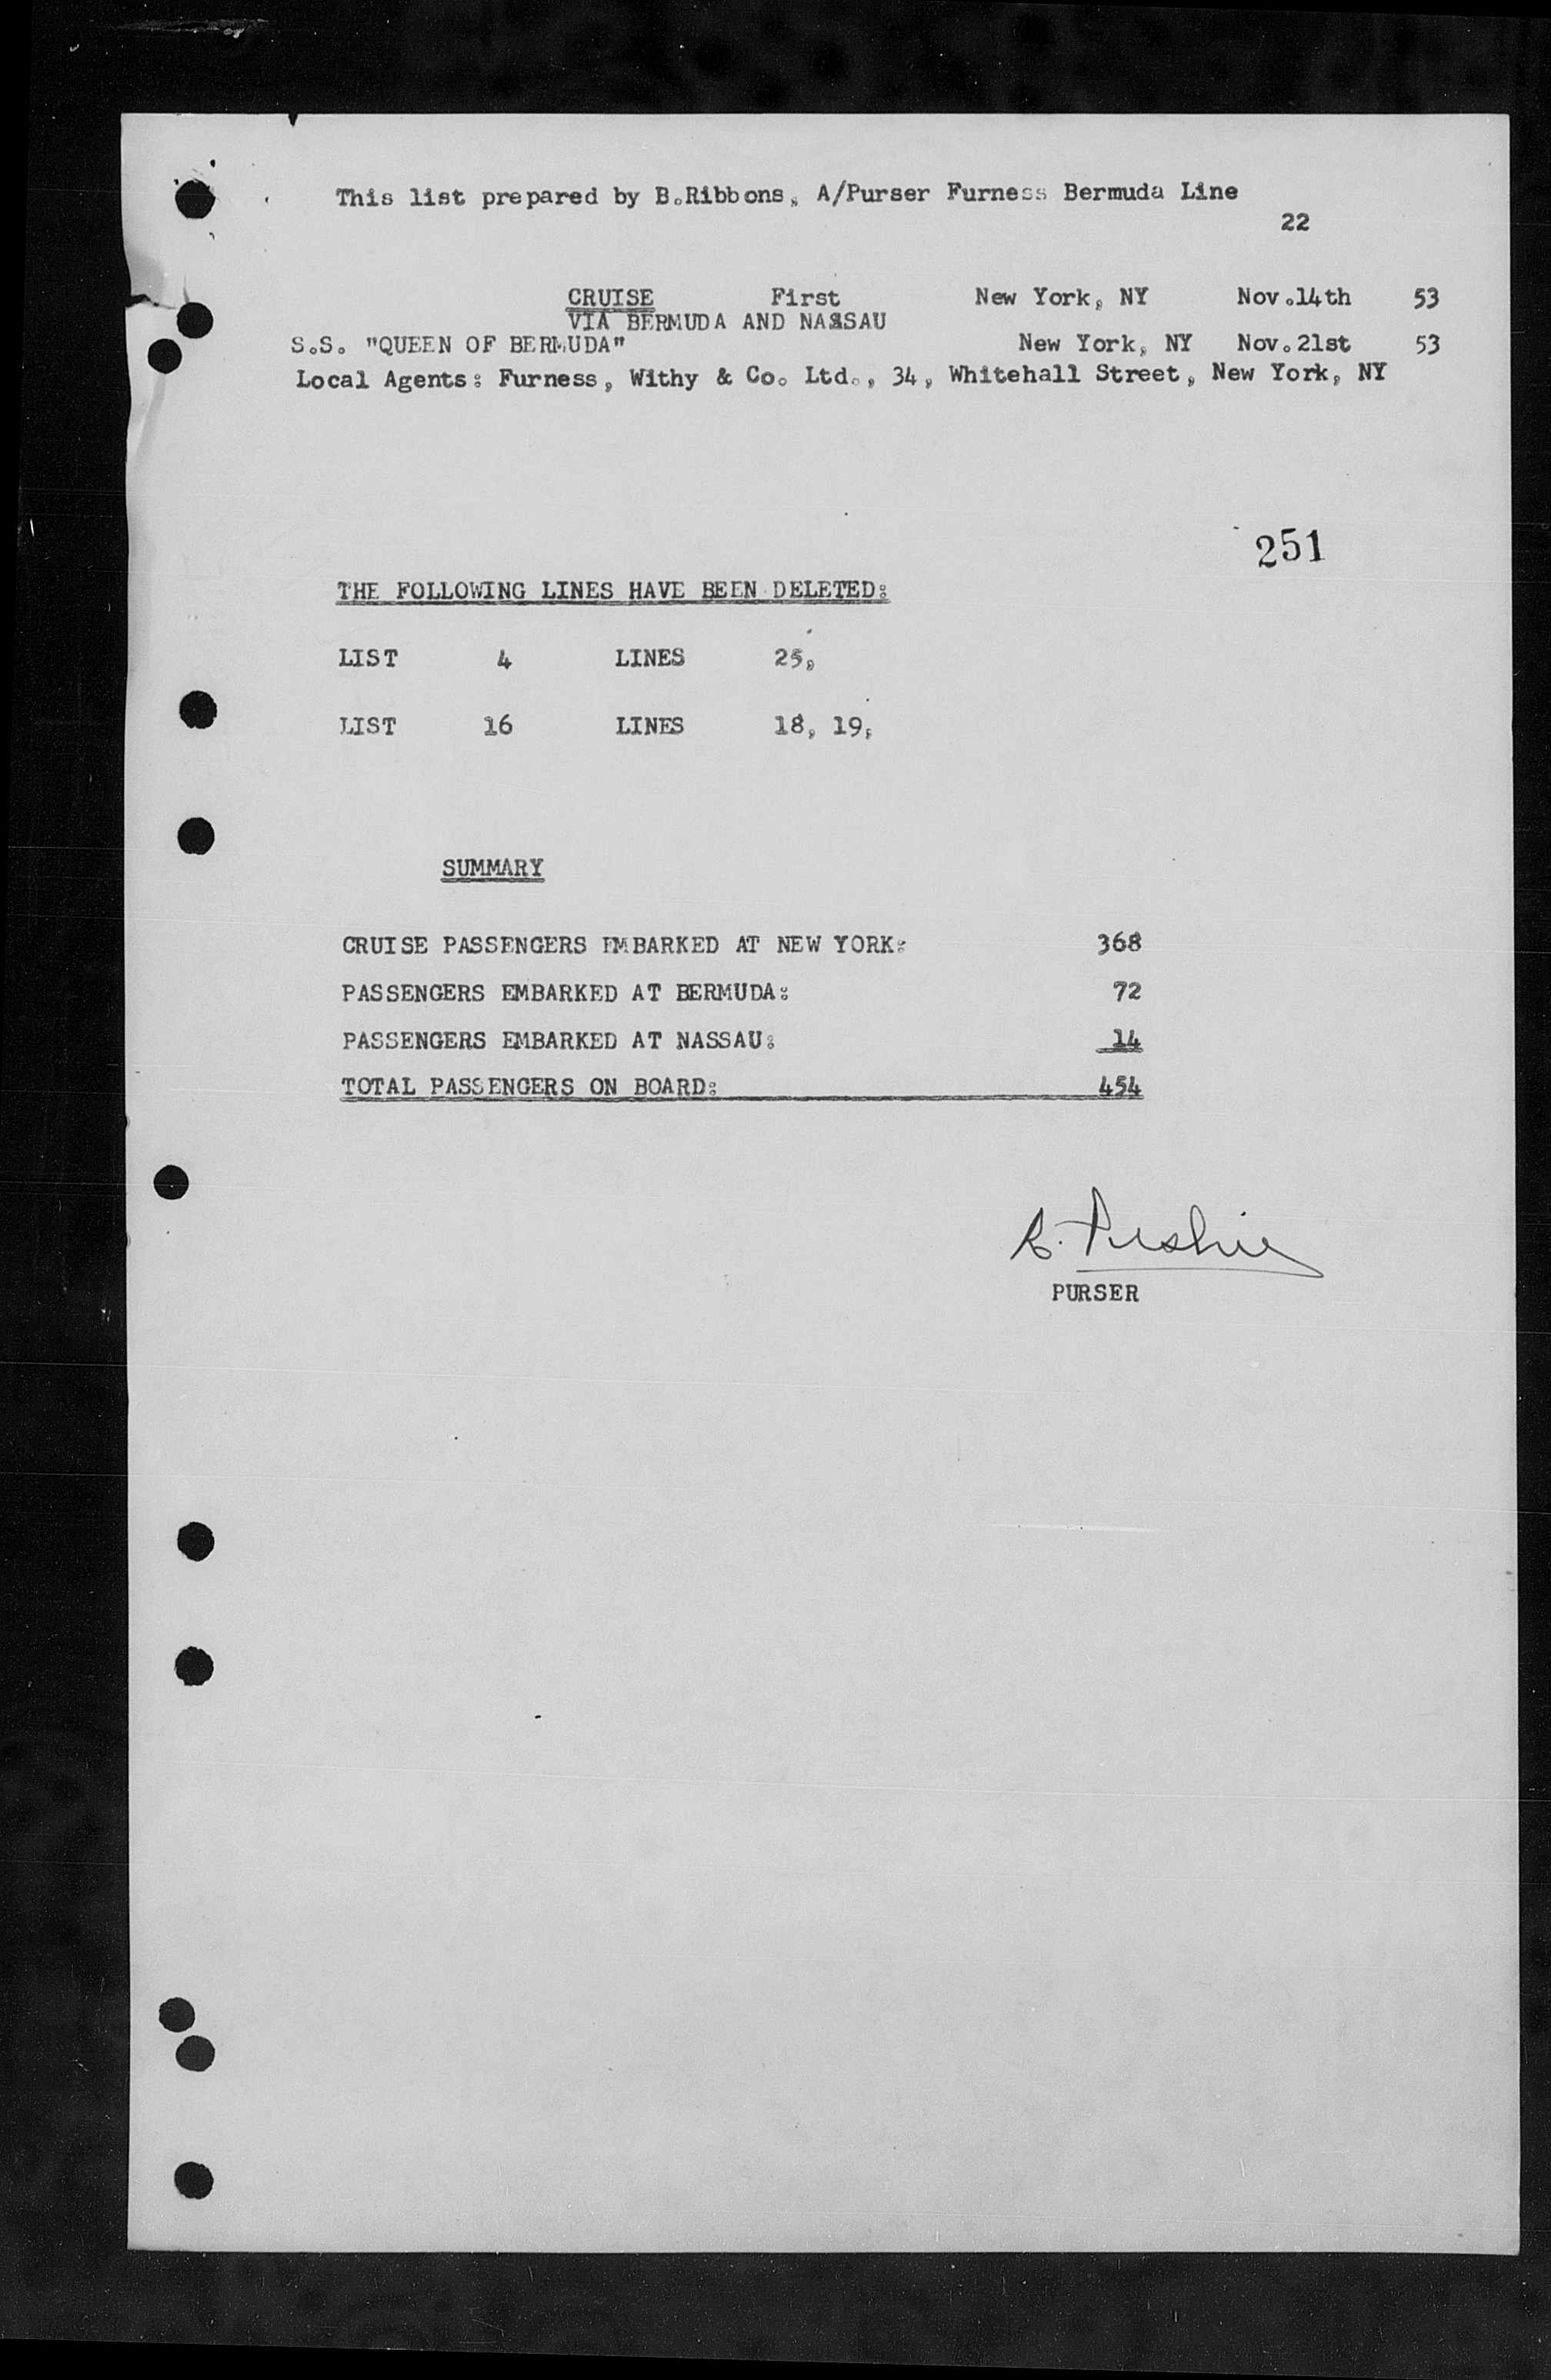 This list prepared by B.Ribbons, A/Purser Furness Bermuda Line
22
CRUISE First New York, NY Nov.14th 53
VIA BERMUDA AND NASSAU
S.S. "QUEEN OF BERMUDA" New York, NY Nov.21st 53
Local Agents: Furness, Withy & Co. Ltd., 34, Whitehall Street, New York, NY
251
THE FOLLOWING LINES HAVE BEEN DELETED:
LIST 4 LINES 25,
LIST 16 LINES 18, 19,
SUMMARY
CRUISE PASSENGERS EMBARKED AT NEW YORK: 368
PASSENGERS EMBARKED AT BERMUDA: 72
PASSENGERS EMBARKED AT NASSAU: 14
TOTAL PASSENGERS ON BOARD: 454
PURSER